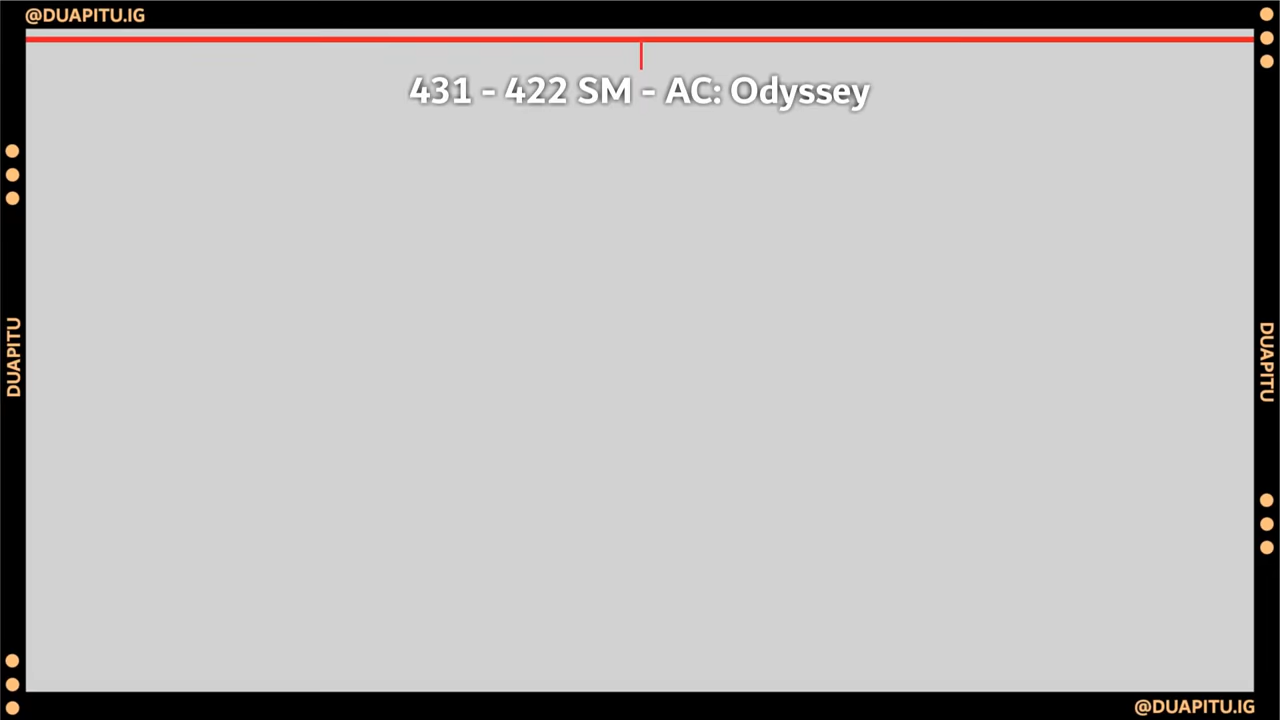 @DUAPITU.IG
431 - 422 SM - AC: Odyssey
DUAPITU
DUAPITU
@DUAPITU.IG